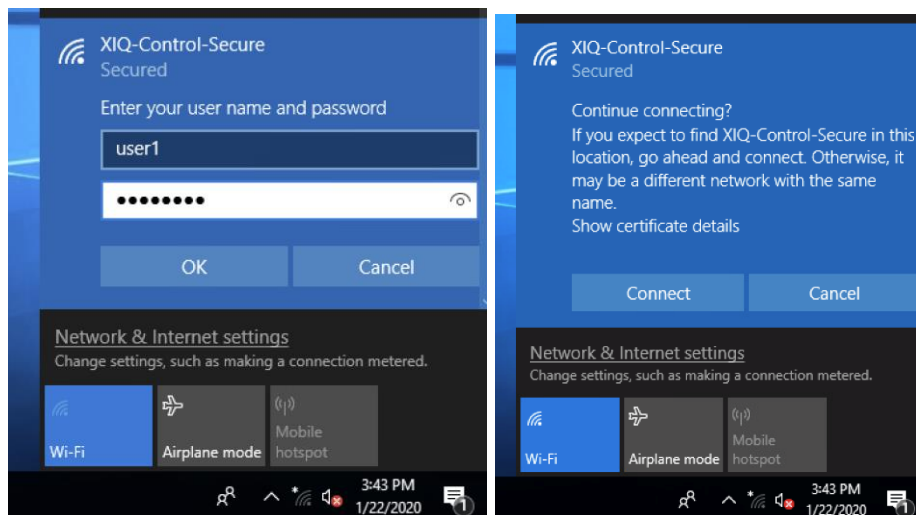 XIQ-Control-Secure
Secured
Enter your user name and password
user1
••••••••
OK Cancel
Network & Internet settings
Change settings, such as making a connection metered.
Wi-Fi
Airplane mode
Mobile
hotspot
3:43 PM
1/22/2020
1
XIQ-Control-Secure
Secured
Continue connecting?
If you expect to find XIQ-Control-Secure in this
location, go ahead and connect. Otherwise, it
may be a different network with the same
name.
Show certificate details
Connect Cancel
Network & Internet settings
Change settings, such as making a connection metered.
Wi-Fi
Airplane mode
Mobile
hotspot
3:43 PM
1/22/2020
1